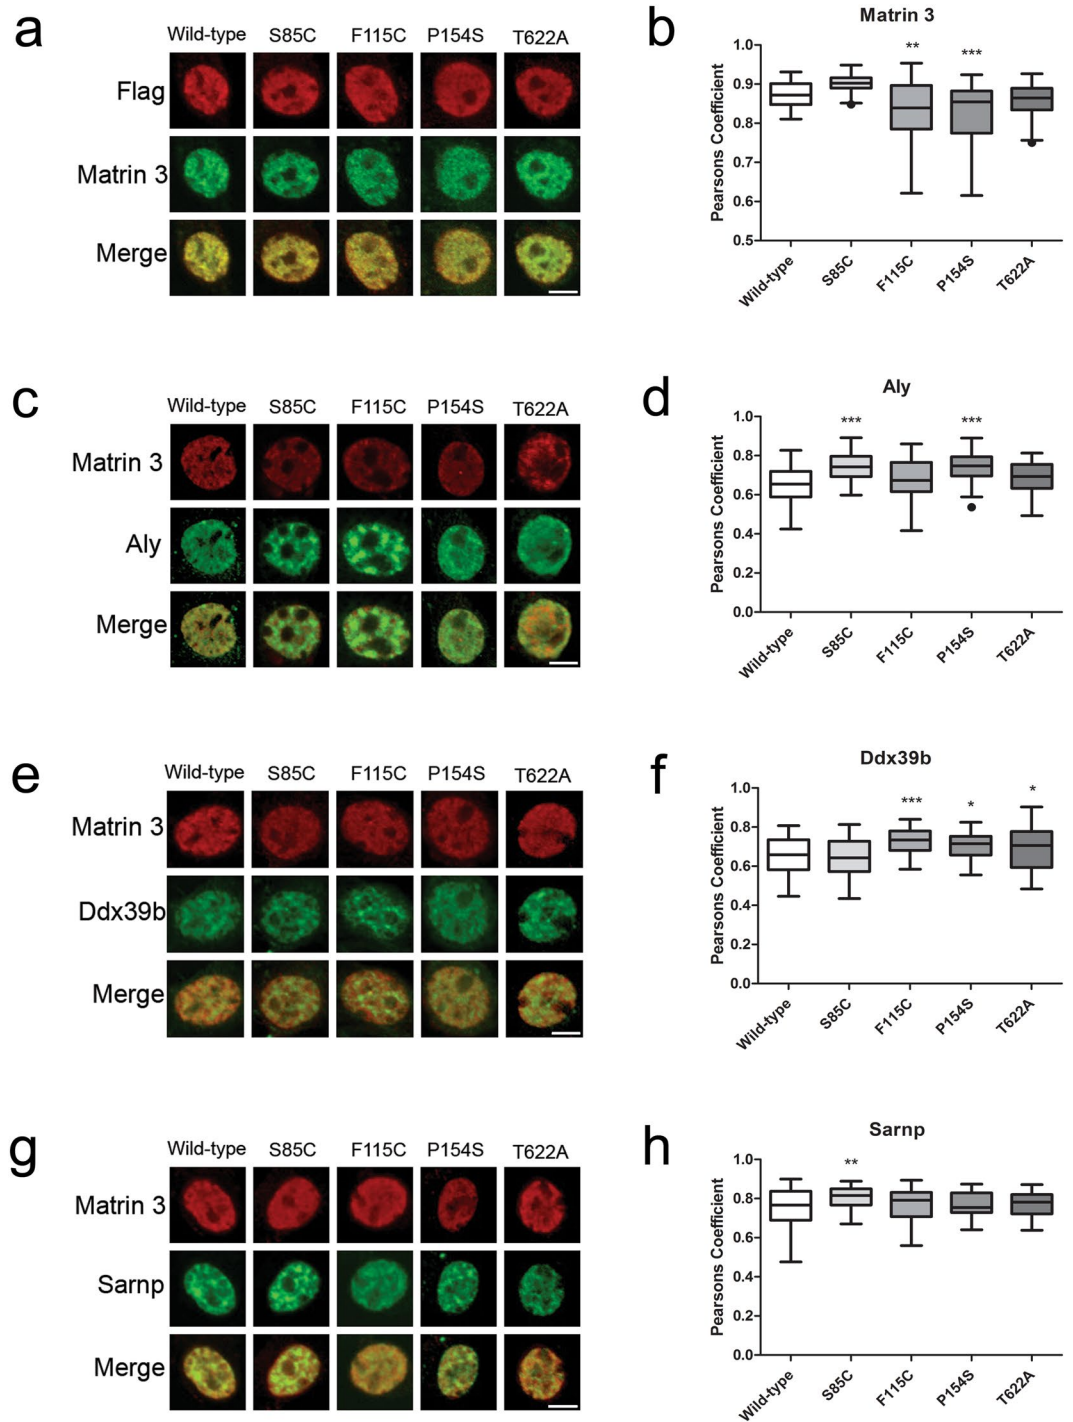 a
Wild-type S85C F115C P154S T622A
Flag
Matrin 3
Merge
b
Matrin 3
** ***
Pearsons Coefficient
1.0
0.9
0.8
0.7
0.6
0.5
Wild-type S85C F115C P154S T622A
c
Wild-type S85C F115C P154S T622A
Matrin 3
Aly
Merge
d
Aly
*** ***
Pearsons Coefficient
1.0
0.8
0.6
0.4
0.2
0.0
Wild-type S85C F115C P154S T622A
e
Wild-type S85C F115C P154S T622A
Matrin 3
Ddx39b
Merge
f
Ddx39b
*** * *
Pearsons Coefficient
1.0
0.8
0.6
0.4
0.2
0.0
Wild-type S85C F115C P154S T622A
g
Wild-type S85C F115C P154S T622A
Matrin 3
Sarnp
Merge
h
Sarnp
**
Pearsons Coefficient
1.0
0.8
0.6
0.4
0.2
0.0
Wild-type S85C F115C P154S T622A